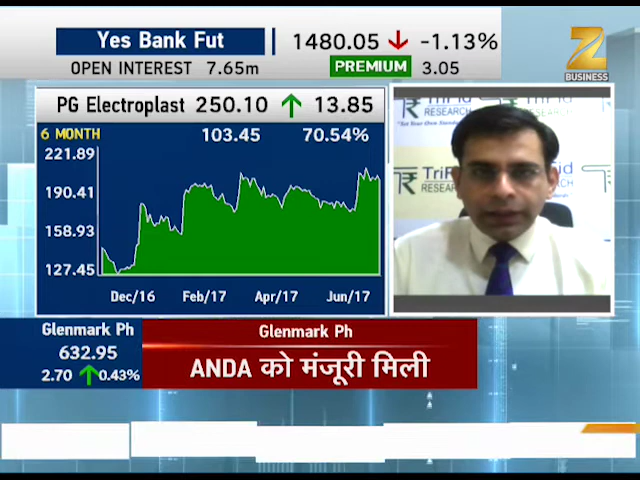 Yes Bank Fut 1480.05 -1.13%
OPEN INTEREST 7.65m PREMIUM 3.05
Z
BUSINESS
PG Electroplast 250.10 13.85
6 MONTH 103.45 70.54%
221.89
190.41
158.93
127.45
Dec/16 Feb/17 Apr/17 Jun/17
RESEARCH
TriFid
RESEARCH
Glenmark Ph
632.95
2.70 0.43%
Glenmark Ph
ANDA को मंजूरी मिली